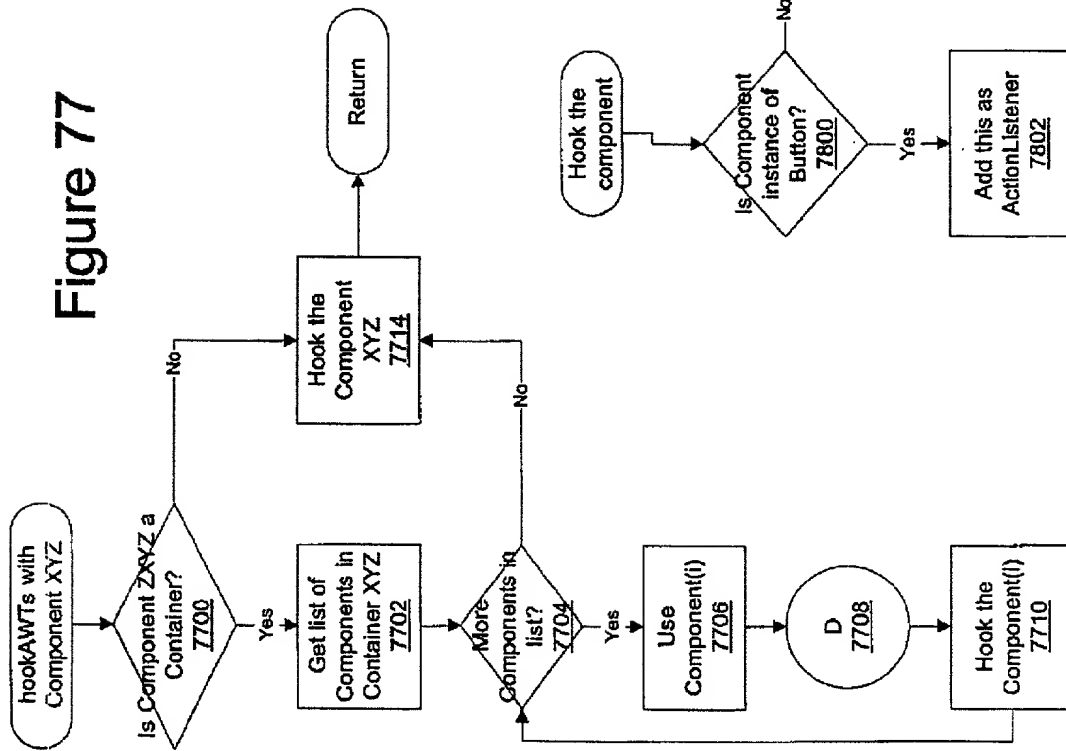 Figure 77
hookAWTs with
Component XYZ
Is Component ZXYZ a
Container?
7700
Yes
No
Get list of
Components in
Container XYZ
7702
More
Components in
list?
7704
Yes
No
Use
Component(i)
7706
D
7708
Hook the
Component(i)
7710
Hook the
Component
XYZ
7714
Return
Hook the
component
Is Component
instance of
Button?
7800
No
Yes
Add this as
ActionListener
7802